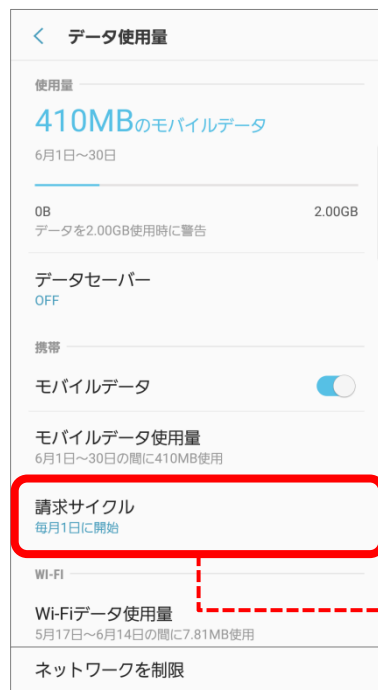 データ使用量
使用量
410MBのモバイルデータ
6月1日～30日
0B 2.00GB
データを2.00GB使用時に警告
データセーバー
OFF
携帯
モバイルデータ
モバイルデータ使用量
6月1日～30日の間に410MB使用
請求サイクル
毎月1日に開始
WI-FI
Wi-Fiデータ使用量
5月17日～6月14日の間に7.81MB使用
ネットワークを制限